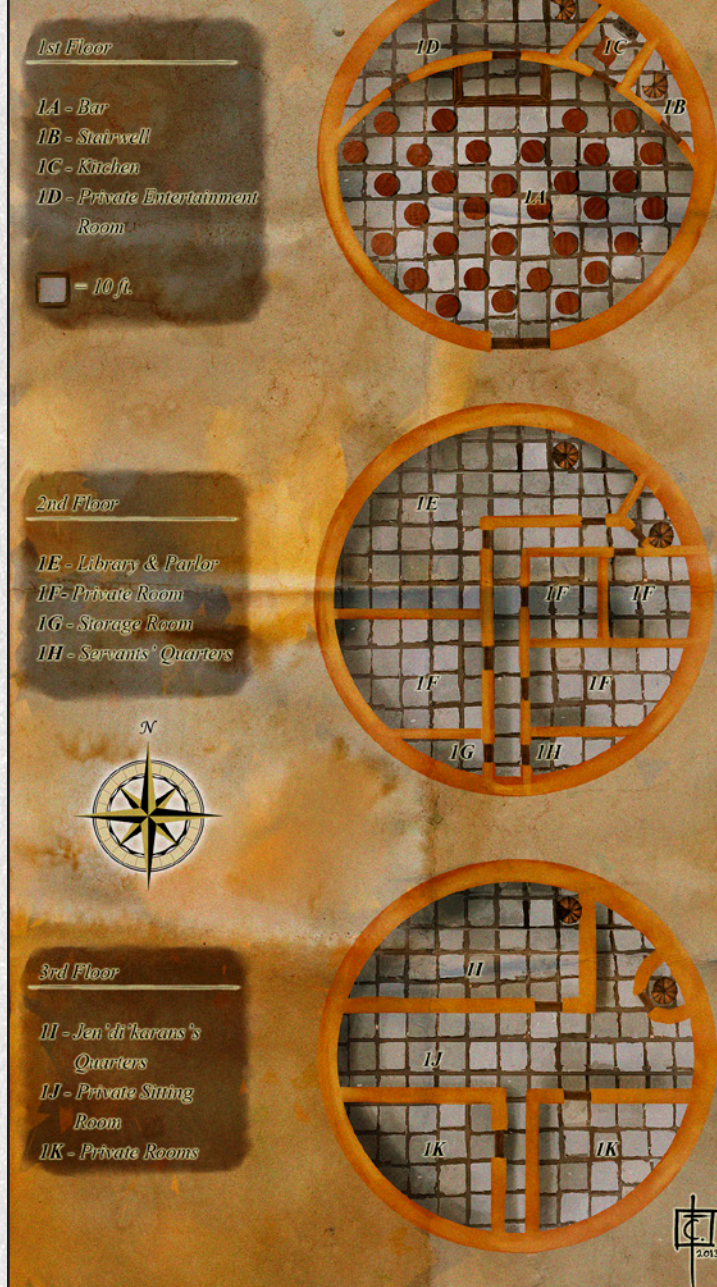 1st Floor
1A - Bar
1B - Stairwell
1C - Kitchen
1D - Private Entertainment
Room
= 10 ft.
1D
1C
1B
1A
2nd Floor
1E - Library & Parlor
1F- Private Room
1G - Storage Room
1H - Servants' Quarters
1E
1F
1F
1F
1F
1G
1H
N
3rd Floor
1I - Jen'di'karans's
Quarters
1J - Private Sitting
Room
1K - Private Rooms
1I
1J
1K
1K
2013